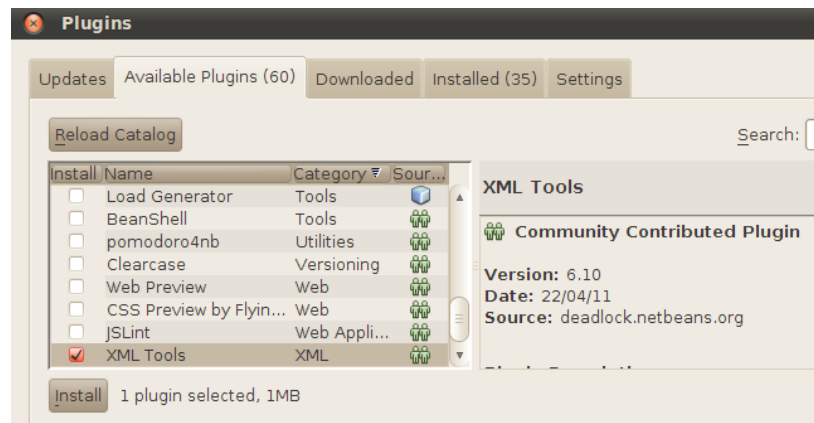 Plugins
Updates Available Plugins (60) Downloaded Installed (35) Settings
Reload Catalog Search:
Install Name Category Sour...
Load Generator Tools
BeanShell Tools
pomodoro4nb Utilities
Clearcase Versioning
Web Preview Web
CSS Preview by Flyin... Web
JSLint Web Appli...
XML Tools XML
XML Tools
Community Contributed Plugin
Version: 6.10
Date: 22/04/11
Source: deadlock.netbeans.org
Install 1 plugin selected, 1MB